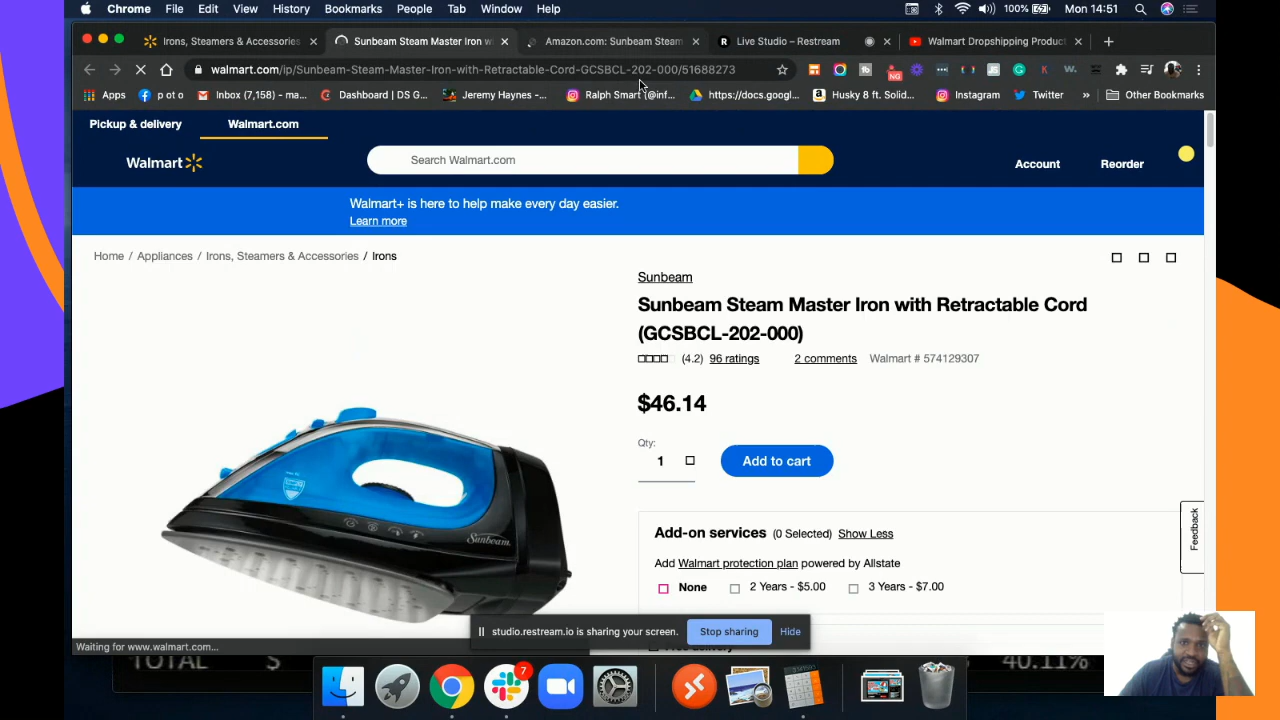 Chrome File Edit View History Bookmarks People Tab Window Help 100% Mon 14:51
Irons, Steamers & Accessories Sunbeam Steam Master Iron w Amazon.com: Sunbeam Steam Live Studio – Restream Walmart Dropshipping Product
walmart.com/ip/Sunbeam-Steam-Master-Iron-with-Retractable-Cord-GCSBCL-202-000/51688273 NG
Apps p ot o Inbox (7,158) - ma... Dashboard | DS G... Jeremy Haynes -... Ralph Smart (@inf... https://docs.googl... Husky 8 ft. Solid... Instagram Twitter » Other Bookmarks
Pickup & delivery Walmart.com
Walmart Search Walmart.com Account Reorder
Walmart+ is here to help make every day easier.
Learn more
Home / Appliances / Irons, Steamers & Accessories / Irons
Sunbeam
Sunbeam Steam Master Iron with Retractable Cord
(GCSBCL-202-000)
(4.2) 96 ratings 2 comments Walmart # 574129307
$46.14
Qty:
1 Add to cart
Sunbeam
Feedback
Add-on services (0 Selected) Show Less
Add Walmart protection plan powered by Allstate
None 2 Years - $5.00 3 Years - $7.00
studio.restream.io is sharing your screen. Stop sharing Hide
Waiting for www.walmart.com...
TOTAL $ 40.11%
7